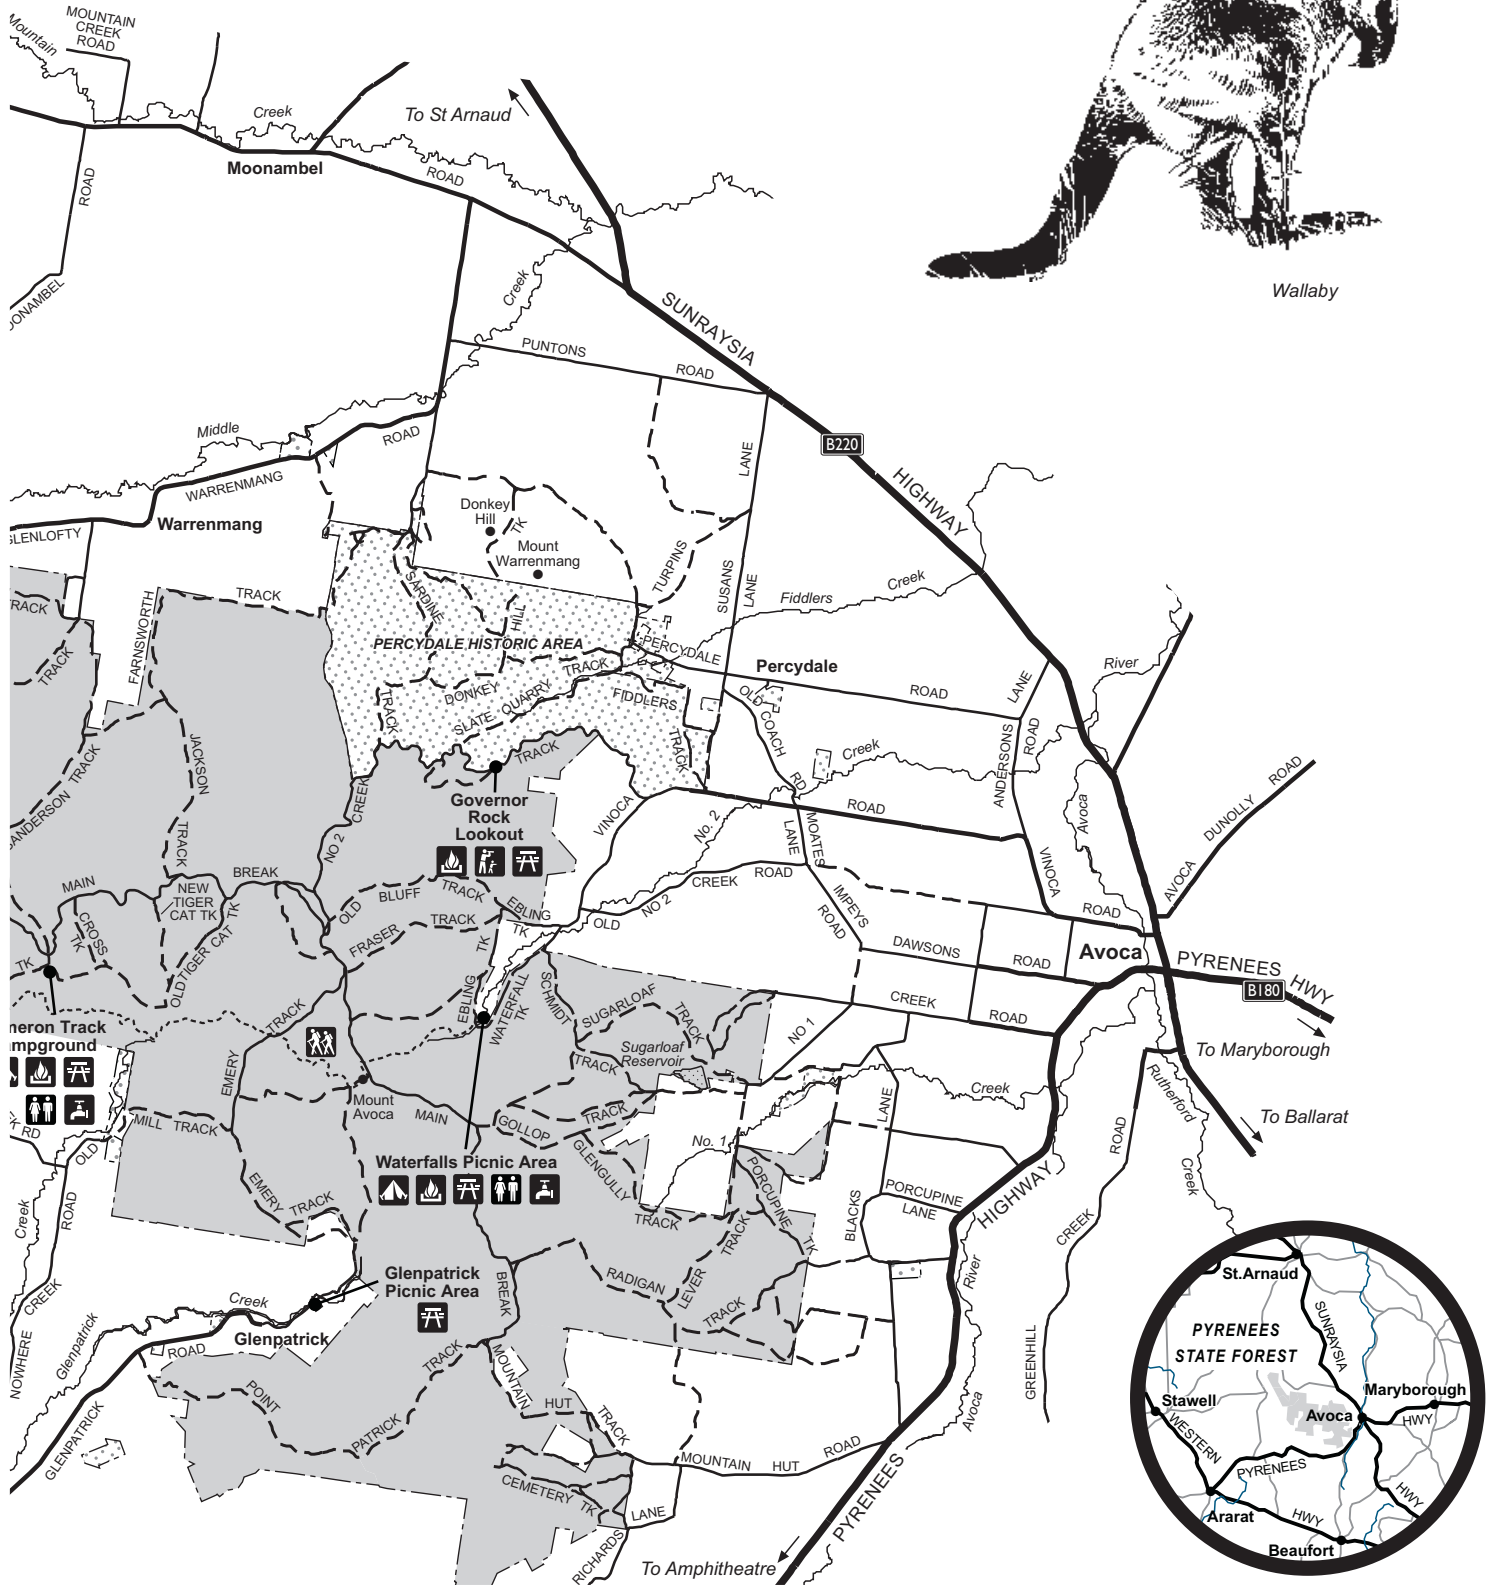 Mountain
MOUNTAIN
CREEK
ROAD
Creek
To St Arnaud
Moonambel
ROAD
ROAD
Wallaby
Creek
SUNRAYSIA
PUNTONS
ROAD
Middle
ROAD
LANE
B220
HIGHWAY
WARRENMANG
Warrenmang
Donkey
Hill
TK
Mount
Warrenmang
TURPINS
SUSANS
LANE
Fiddlers
Creek
TRACK
TRACK
TRACK
FARNSWORTH
SARDINE
HILL
PERCYDALE HISTORIC AREA
PERCYDALE
Percydale
River
TRACK
DONKEY
SLATE QUARRY
FIDDLERS
TRACK
TRACK
OLD COACH
RD
ROAD
LANE
ANDERSONS
ROAD
Creek
JACKSON
TRACK
TRACK
TRACK
Governor
Rock
Lookout
VINOCA
No. 2
ROAD
LANE
MOATES
Avoca
DUNOLLY ROAD
AVOCA
CREEK
NO 2
VINOCA
ROAD
MAIN
BREAK
NEW
TIGER
CAT TK
CROSS
TK
TK
OLD TIGER CAT TK
OLD
BLUFF
TRACK
FRASER
TRACK
EBLING
TK
OLD
NO 2
CREEK
ROAD
IMPEYS
ROAD
DAWSONS
ROAD
Avoca
PYRENEES
HWY
B180
EBLING
TK
WATERFALL
TK
SCHMIDT
TRACK
SUGARLOAF
TRACK
Sugarloaf
Reservoir
NO 1
CREEK
ROAD
To Maryborough
TRACK
EMERY
Mount
Avoca
MAIN
GOLLOP
TRACK
MILL TRACK
Creek
LANE
Rutherford
Creek
To Ballarat
RD
OLD
No. 1
GLENGULLY
TRACK
Waterfalls Picnic Area
EMERY
TRACK
PORCUPINE
TK
BLACKS
PORCUPINE
LANE
HIGHWAY
ROAD
CREEK
GREENHILL
Creek
ROAD
CREEK
NOWHERE
Glenpatrick
Picnic Area
Creek
Glenpatrick
Glenpatrick
ROAD
GLENPATRICK
BREAK
RADIGAN
LEVER
TRACK
TRACK
River
Avoca
POINT
PATRICK
TRACK
MOUNTAIN
HUT
TRACK
MOUNTAIN HUT
ROAD
CEMETERY TK
LANE
RICHARDS
PYRENEES
To Amphitheatre
St.Arnaud
SUNRAYSIA
PYRENEES
STATE FOREST
Maryborough
Stawell
Avoca
HWY
WESTERN
PYRENEES
HWY
Ararat
HWY
Beaufort